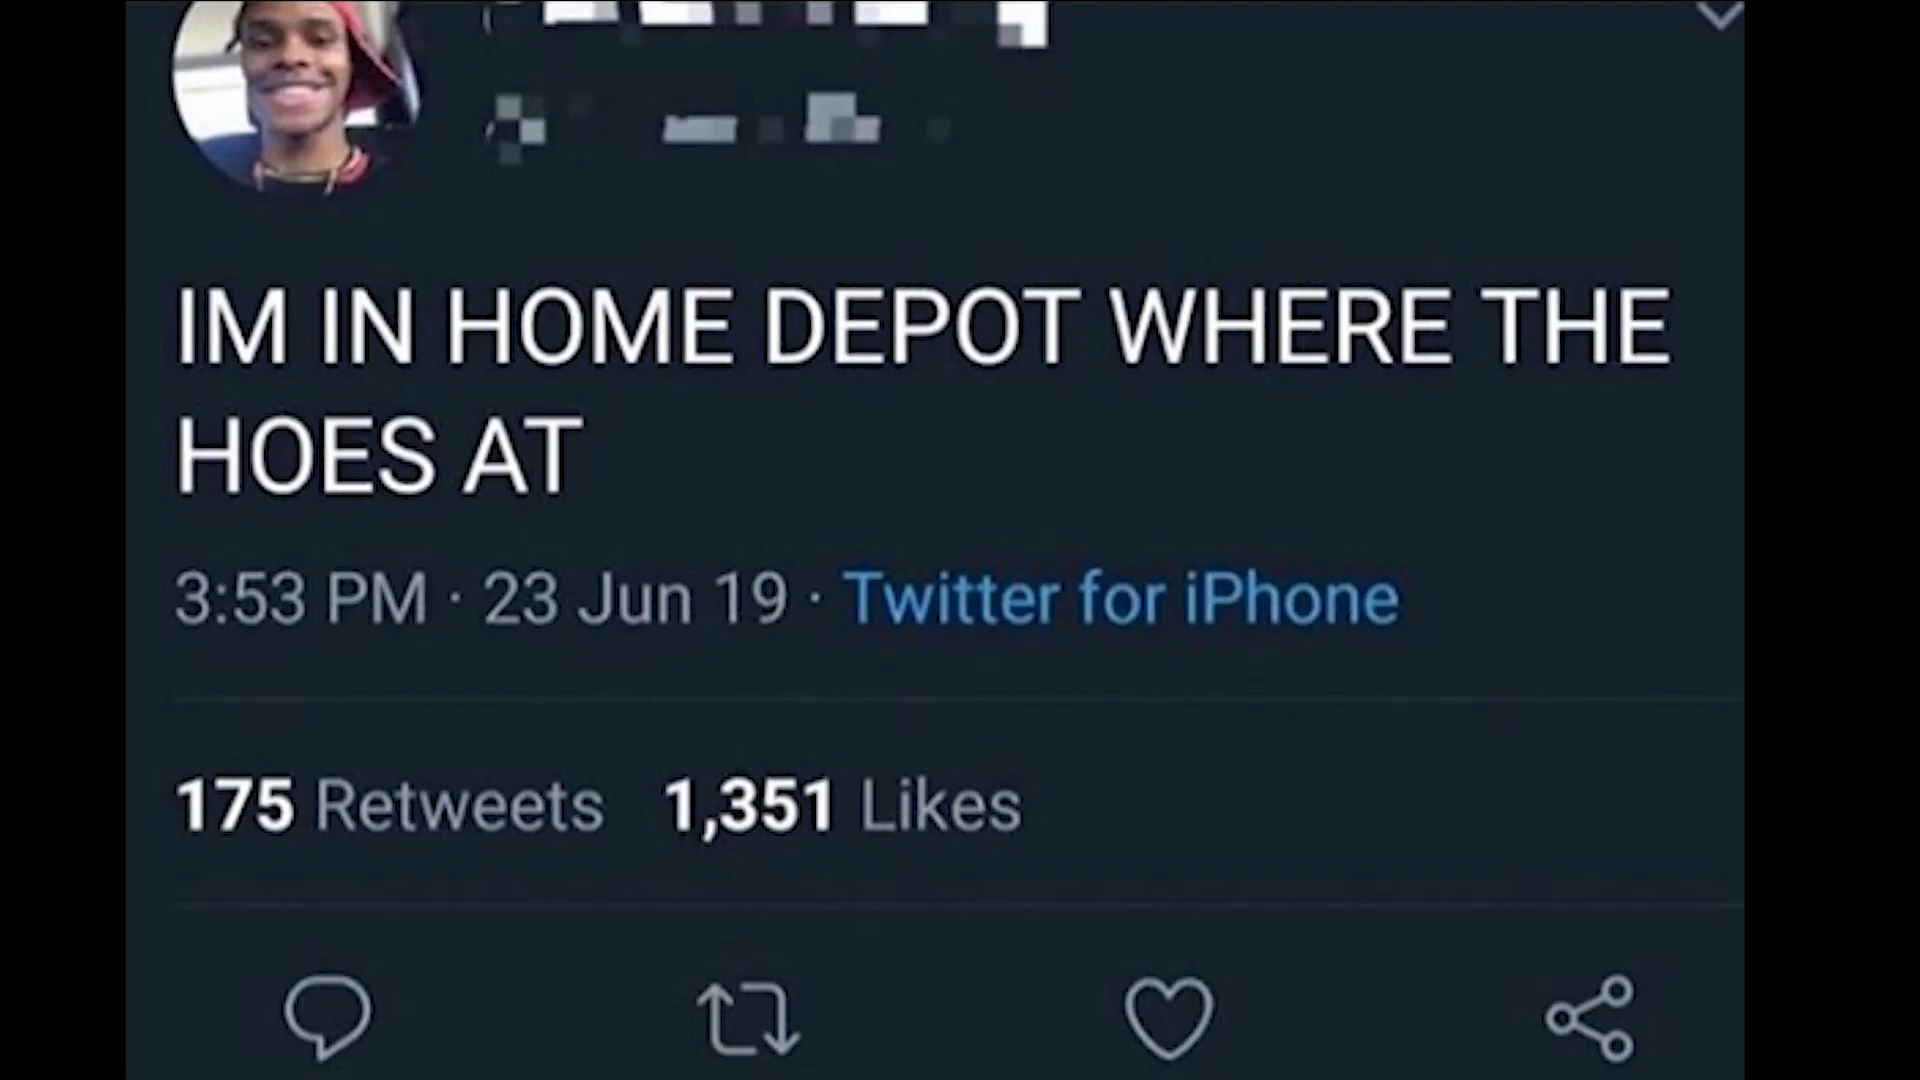 IM IN HOME DEPOT WHERE THE
HOES AT
3:53 PM · 23 Jun 19 · Twitter for iPhone
175 Retweets 1,351 Likes